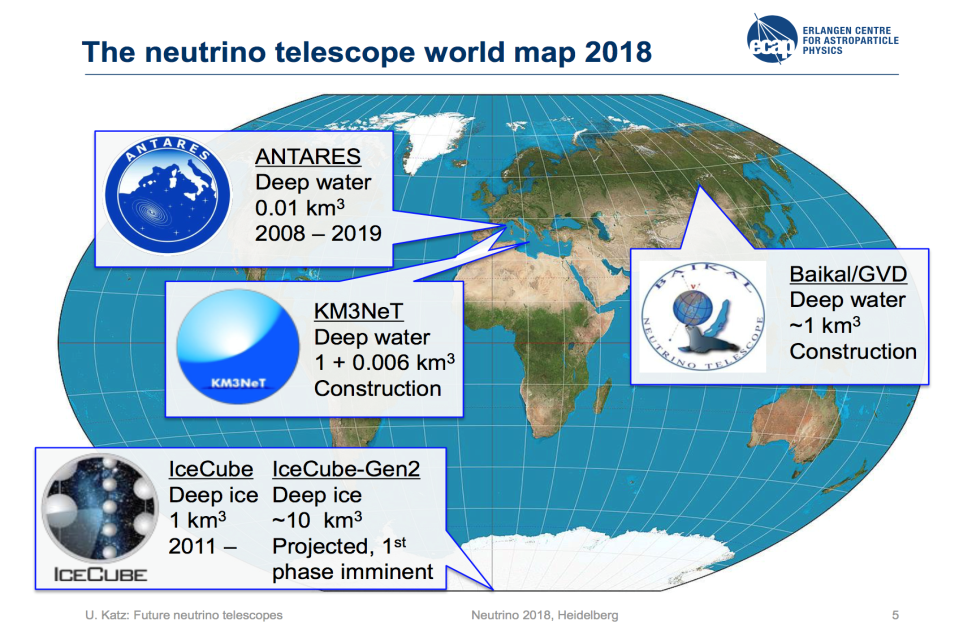 The neutrino telescope world map 2018
ecap
ERLANGEN CENTRE
FOR ASTROPARTICLE
PHYSICS
ANTARES
ANTARES
Deep water
0.01 km³
2008 – 2019
KM3NeT
KM3NeT
Deep water
1 + 0.006 km³
Construction
BAIKAL
NEUTRINO TELESCOPE
Baikal/GVD
Deep water
~1 km³
Construction
ICECUBE
IceCube
Deep ice
1 km³
2011 –
IceCube-Gen2
Deep ice
~10 km³
Projected, 1st
phase imminent
U. Katz: Future neutrino telescopes
Neutrino 2018, Heidelberg
5